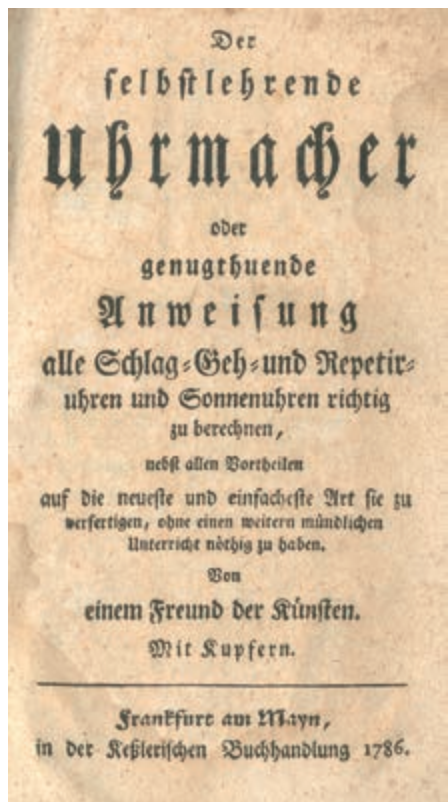 Der
selbstlehrende
Uhrmacher
oder
genugthuende
Anweisung
alle Schlag-Geh-und Repetir-
uhren und Sonnenuhren richtig
zu berechnen,
nebst allen Vortheilen
auf die neueste und einfacheste Art sie zu
verfertigen, ohne einen weitern mündlichen
Unterricht nöthig zu haben.
Von
einem Freund der Künsten.
Mit Kupfern.
Frankfurt am Mayn,
in der Keßlerischen Buchhandlung 1786.